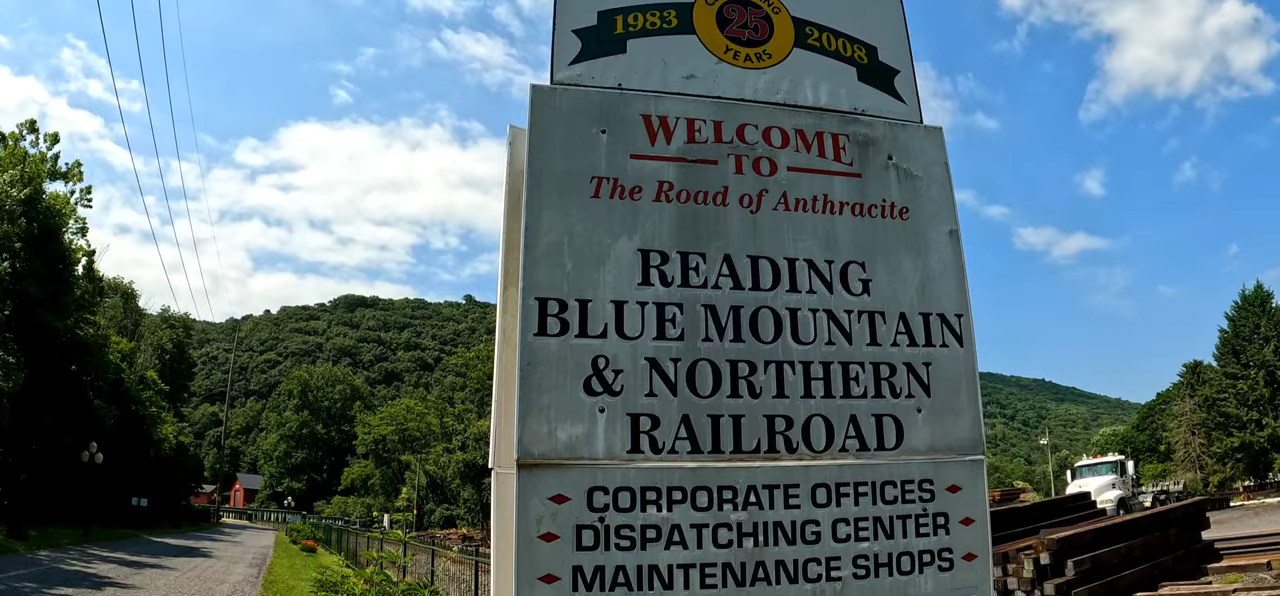 1983 25 2008
YEARS
WELCOME
TO
The Road of Anthracite
READING
BLUE MOUNTAIN
& NORTHERN
RAILROAD
CORPORATE OFFICES
DISPATCHING CENTER
MAINTENANCE SHOPS